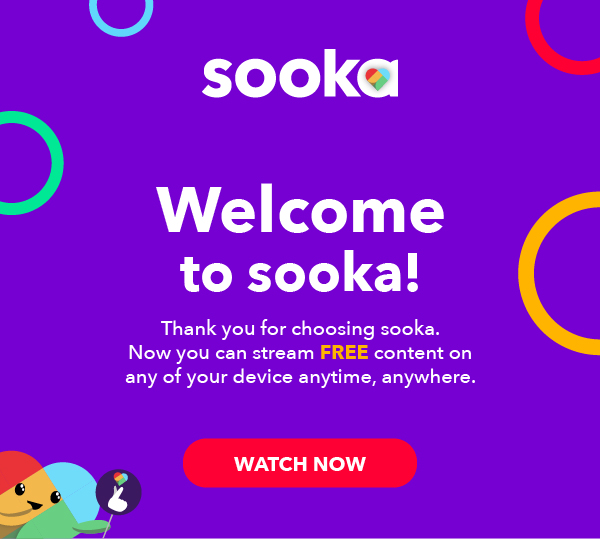 sooka
Welcome
to sooka!
Thank you for choosing sooka.
Now you can stream FREE content on
any of your device anytime, anywhere.
WATCH NOW